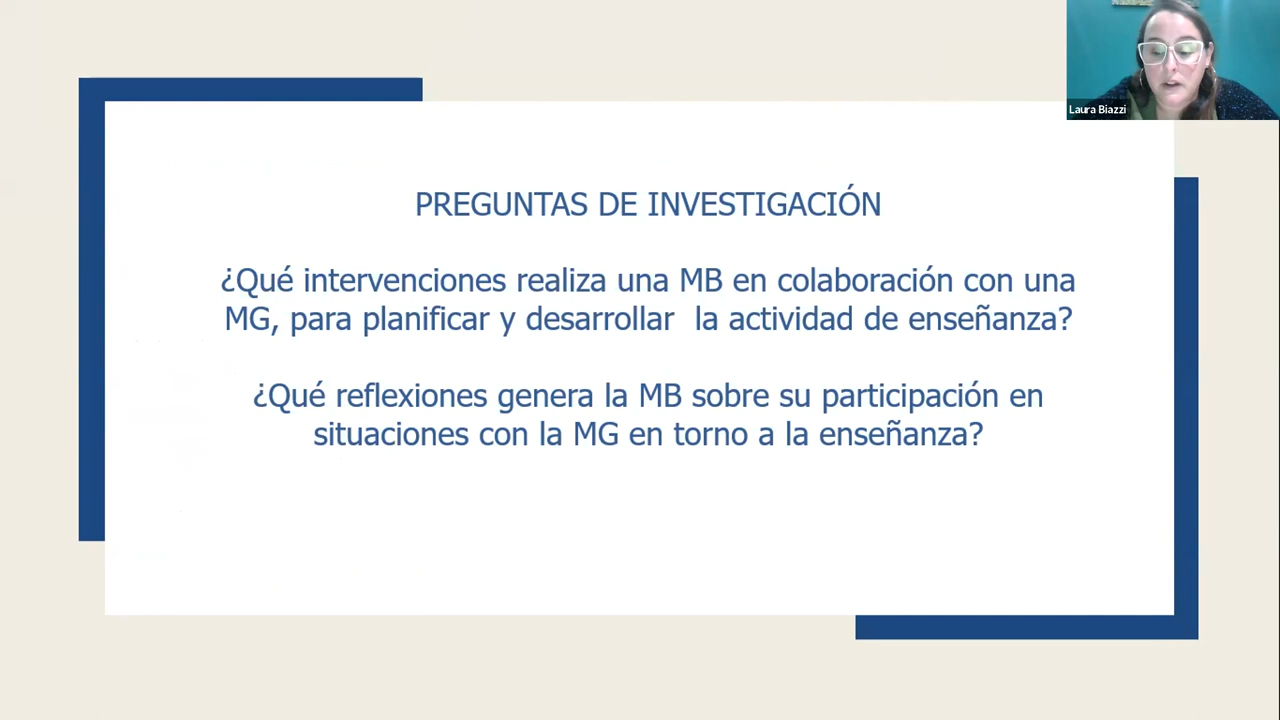 Laura Biazzi
PREGUNTAS DE INVESTIGACIÓN
¿Qué intervenciones realiza una MB en colaboración con una
MG, para planificar y desarrollar la actividad de enseñanza?
¿Qué reflexiones genera la MB sobre su participación en
situaciones con la MG en torno a la enseñanza?